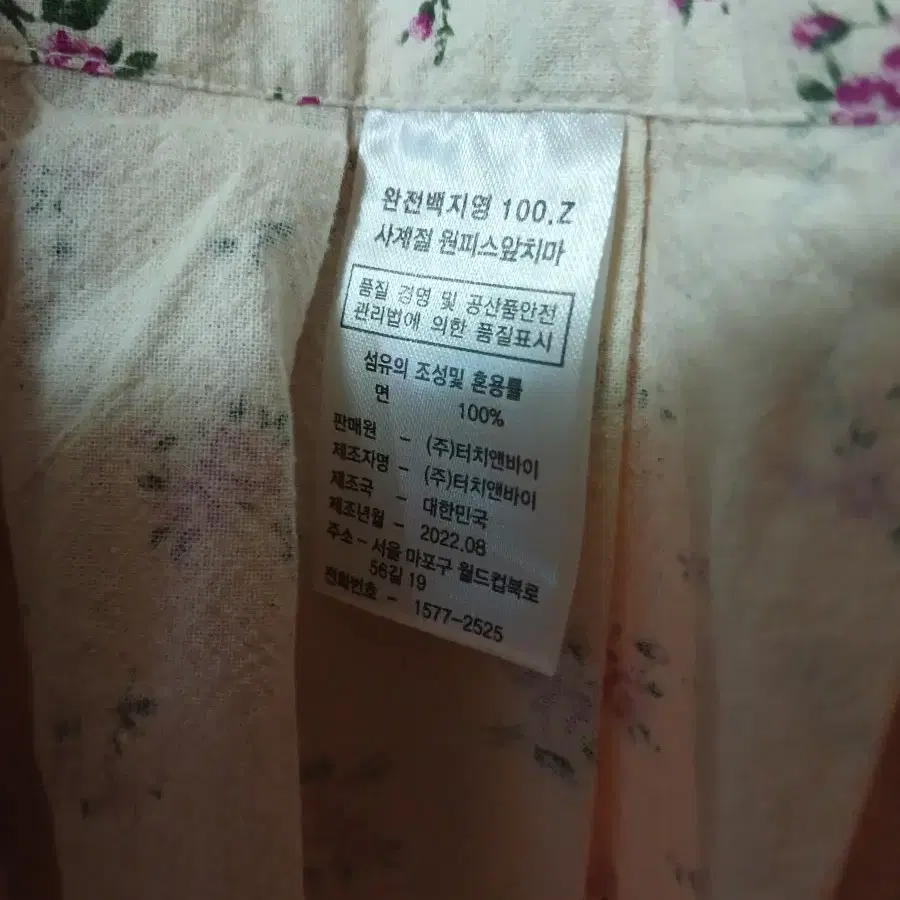 완전백지영 100.Z
사계절 원피스앞치마
품질 경영 및 공산품안전
관리법에 의한 품질표시
섬유의 조성및 혼용률
면 100%
판매원 - (주)터치앤바이
제조자명 - (주)터치앤바이
제조국 - 대한민국
제조년월 - 2022.08
주소 - 서울 마포구 월드컵북로
56길 19
전화번호 - 1577-2525